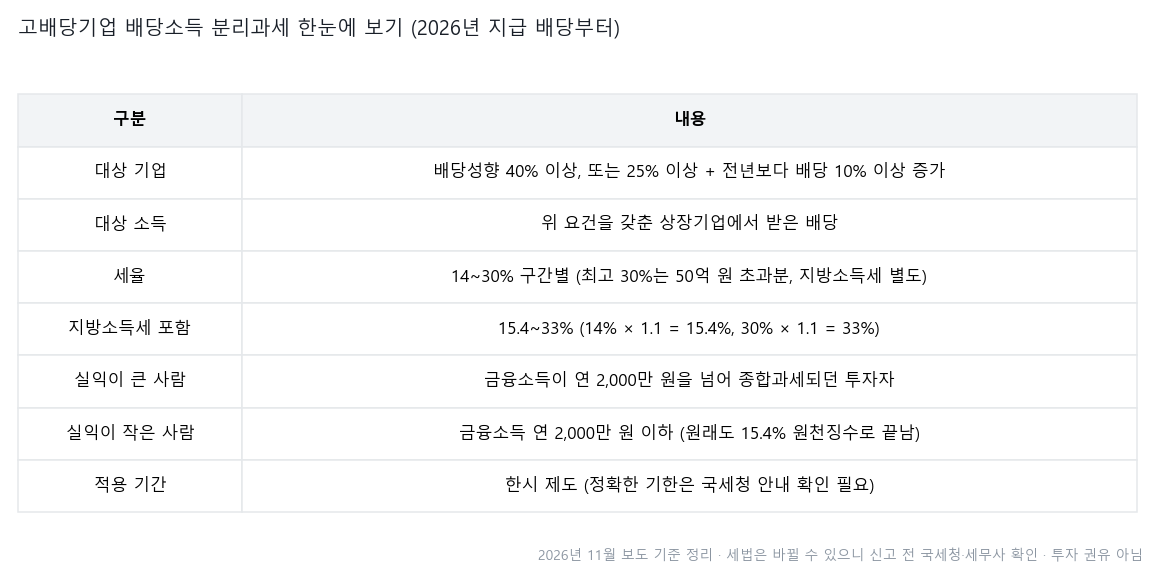 고배당기업 배당소득 분리과세 한눈에 보기 (2026년 지급 배당부터)
구분 내용
대상 기업 배당성향 40% 이상, 또는 25% 이상 + 전년보다 배당 10% 이상 증가
대상 소득 위 요건을 갖춘 상장기업에서 받은 배당
세율 14~30% 구간별 (최고 30%는 50억 원 초과분, 지방소득세 별도)
지방소득세 포함 15.4~33% (14% × 1.1 = 15.4%, 30% × 1.1 = 33%)
실익이 큰 사람 금융소득이 연 2,000만 원을 넘어 종합과세되던 투자자
실익이 작은 사람 금융소득 연 2,000만 원 이하 (원래도 15.4% 원천징수로 끝남)
적용 기간 한시 제도 (정확한 기한은 국세청 안내 확인 필요)
2026년 11월 보도 기준 정리 · 세법은 바뀔 수 있으니 신고 전 국세청·세무사 확인 · 투자 권유 아님